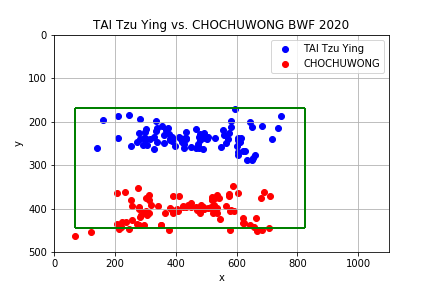 TAI Tzu Ying vs. CHOCHUWONG BWF 2020
TAI Tzu Ying
CHOCHUWONG
y
0
100
200
300
400
500
0 200 400 600 800 1000
x